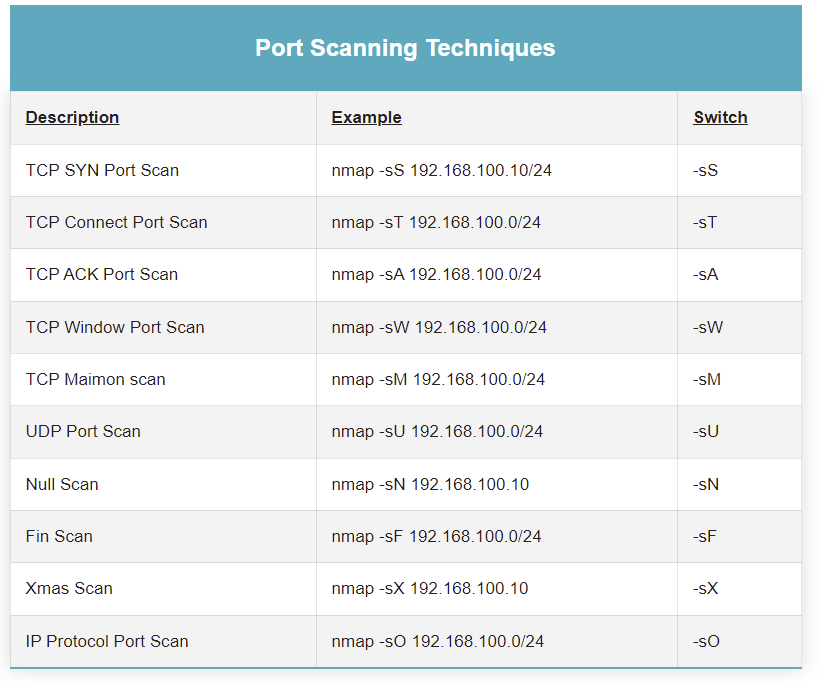 Port Scanning Techniques
Description Example Switch
TCP SYN Port Scan nmap -sS 192.168.100.10/24 -sS
TCP Connect Port Scan nmap -sT 192.168.100.0/24 -sT
TCP ACK Port Scan nmap -sA 192.168.100.0/24 -sA
TCP Window Port Scan nmap -sW 192.168.100.0/24 -sW
TCP Maimon scan nmap -sM 192.168.100.0/24 -sM
UDP Port Scan nmap -sU 192.168.100.0/24 -sU
Null Scan nmap -sN 192.168.100.10 -sN
Fin Scan nmap -sF 192.168.100.0/24 -sF
Xmas Scan nmap -sX 192.168.100.10 -sX
IP Protocol Port Scan nmap -sO 192.168.100.0/24 -sO